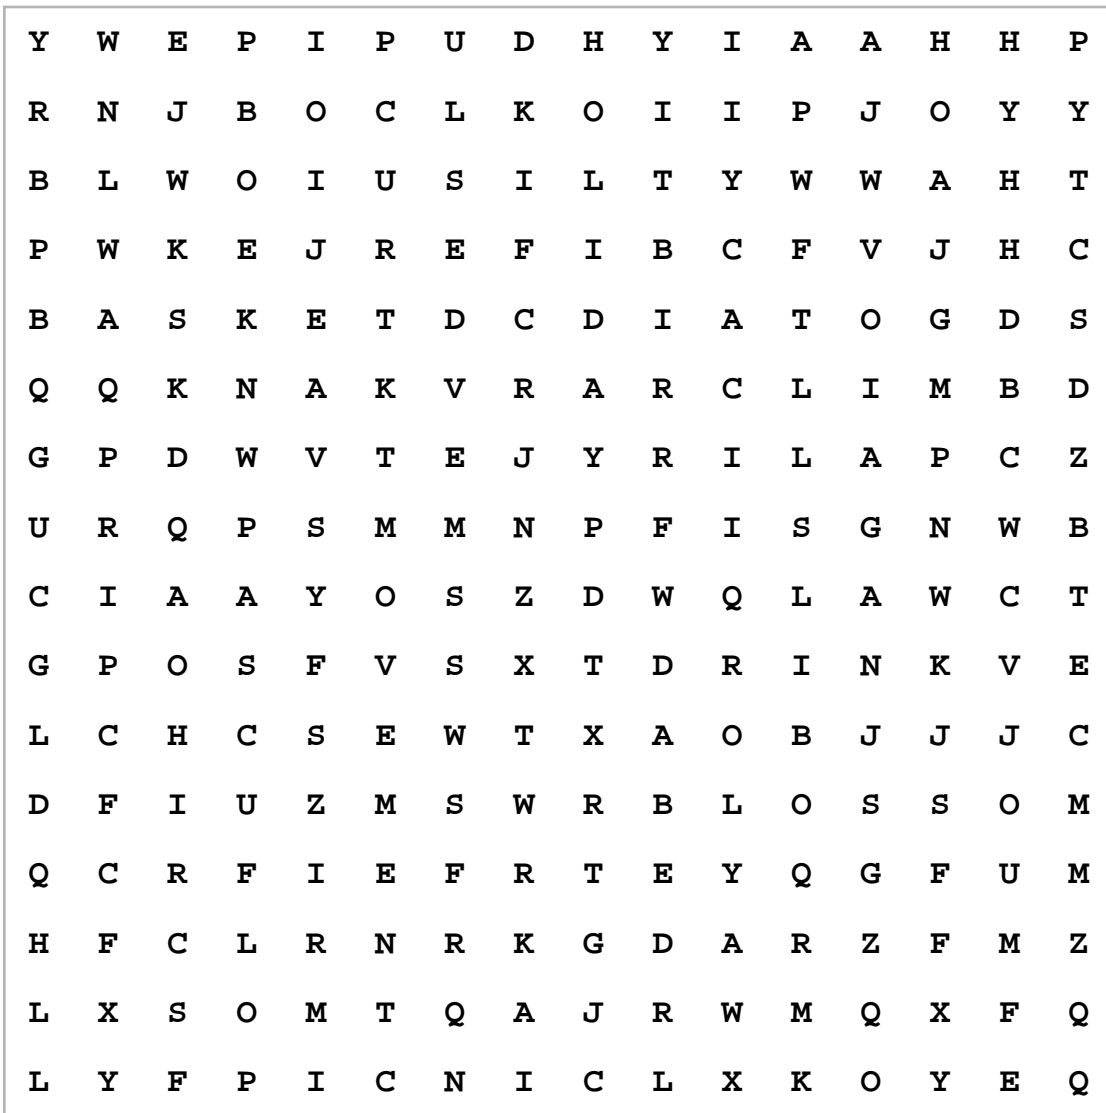 Y W E P I P U D H Y I A A H H P
R N J B O C L K O I I P J O Y Y
B L W O I U S I L T Y W W A H T
P W K E J R E F I B C F V J H C
B A S K E T D C D I A T O G D S
Q Q K N A K V R A R C L I M B D
G P D W V T E J Y R I L A P C Z
U R Q P S M M N P F I S G N W B
C I A A Y O S Z D W Q L A W C T
G P O S F V S X T D R I N K V E
L C H C S E W T X A O B J J J C
D F I U Z M S W R B L O S S O M
Q C R F I E F R T E Y Q G F U M
H F C L R N R K G D A R Z F M Z
L X S O M T Q A J R W M Q X F Q
L Y F P I C N I C L X K O Y E Q